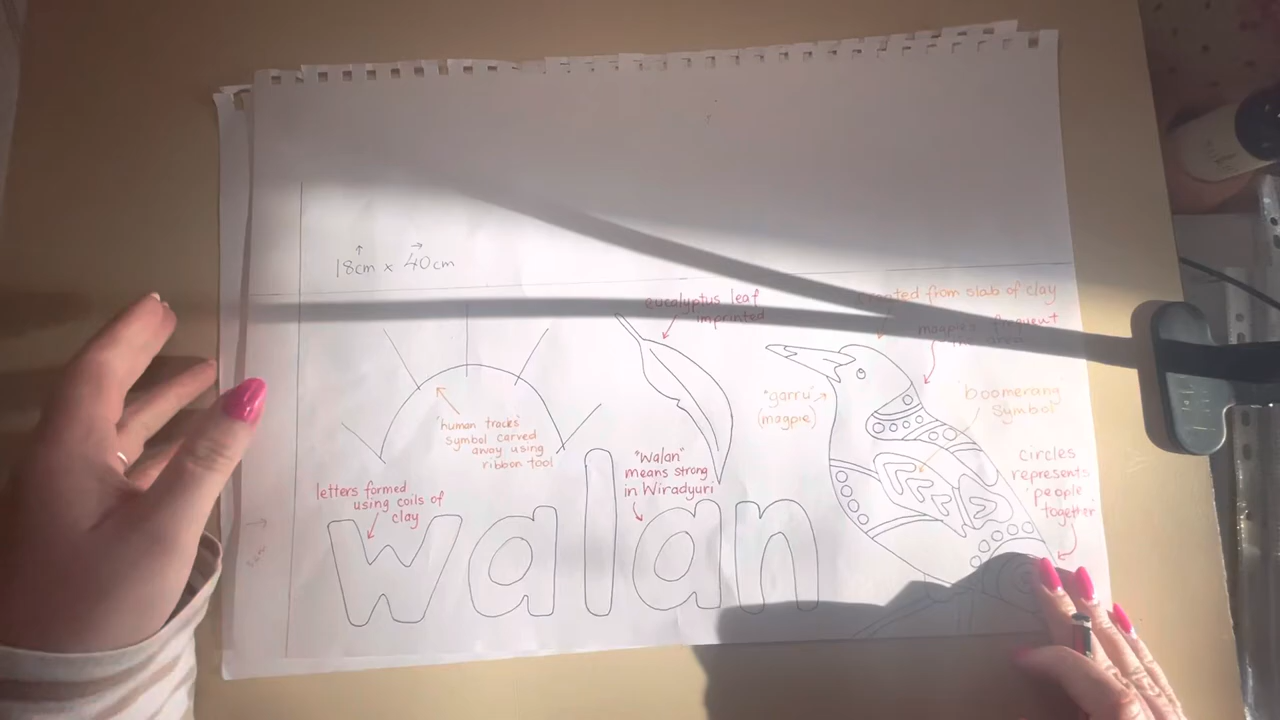 18cm x 40cm
eucalyptus leaf
imprinted
created from slab of clay
magpies frequent
the area
"garru"
(magpie)
'boomerang'
symbol
'human tracks'
symbol carved
away using
ribbon tool
"Walan"
means strong
in Wiradyuri
circles
represents
'people
together'
letters formed
using coils of
clay
walan